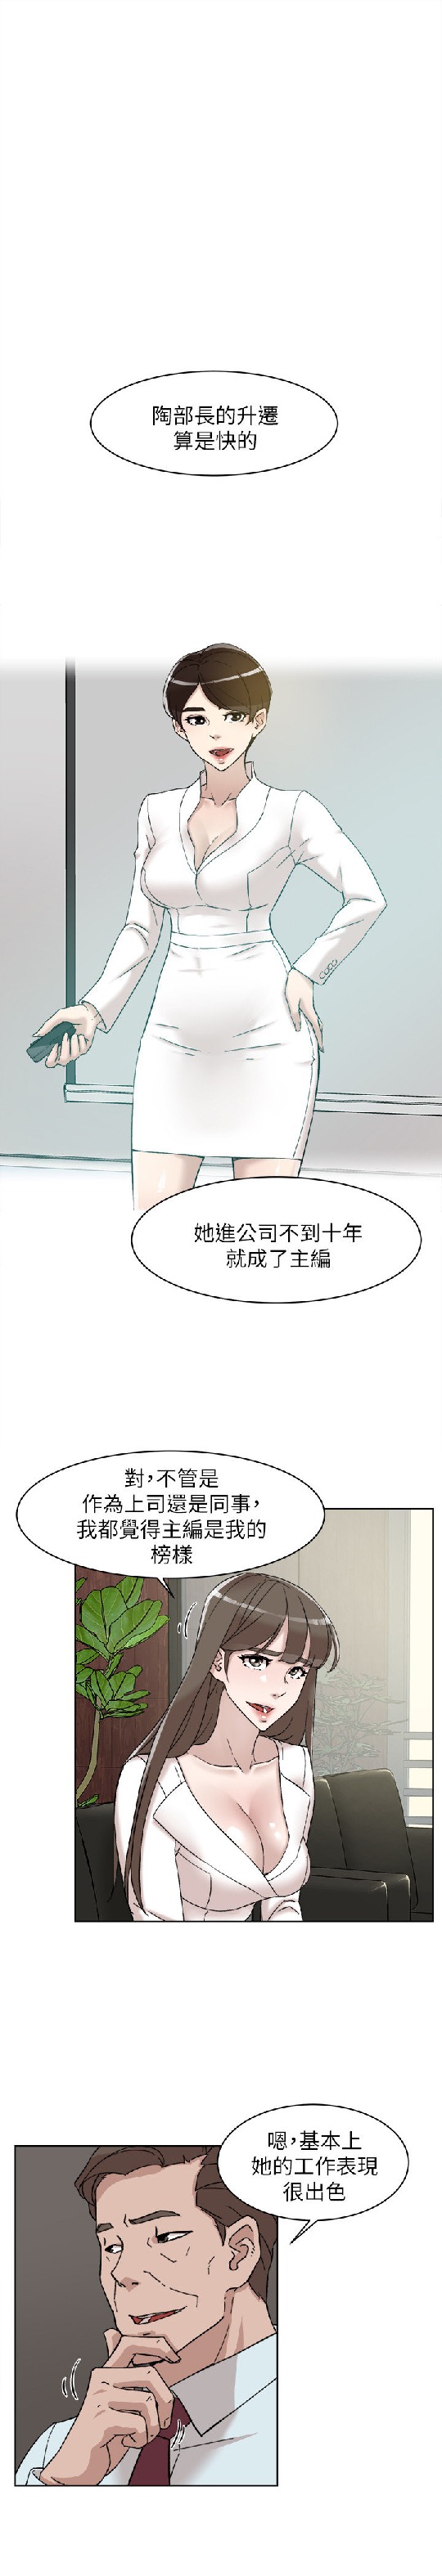 陶部長的升遷
算是快的
她進公司不到十年
就成了主編
對,不管是
作為上司還是同事,
我都覺得主編是我的
榜樣
嗯,基本上
她的工作表現
很出色